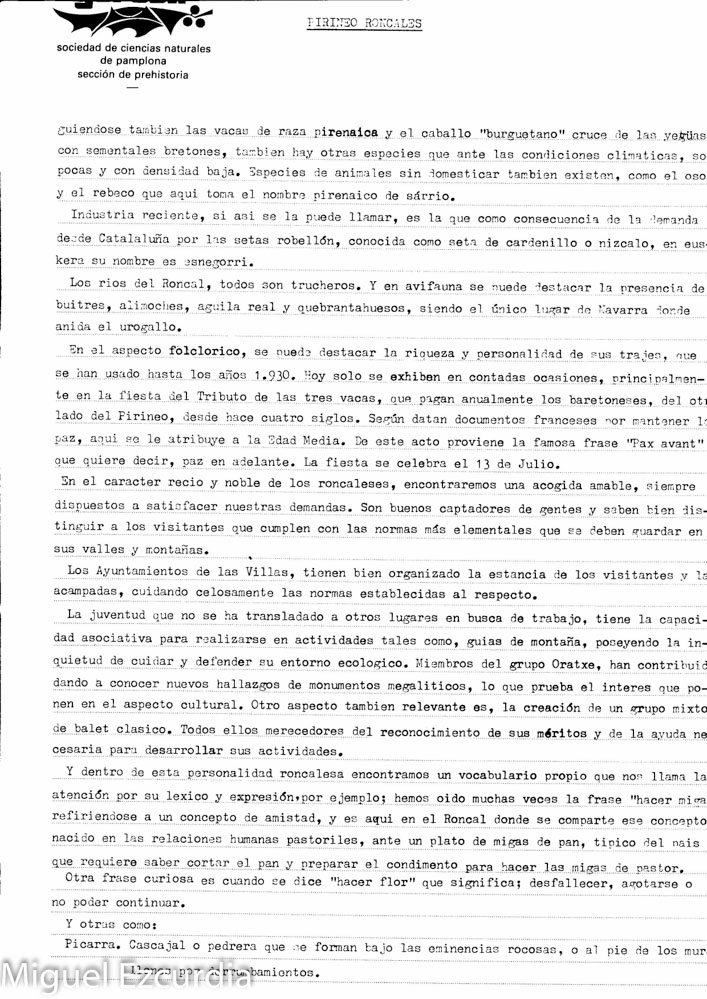 sociedad de ciencias naturales
de pamplona
sección de prehistoria
PIRINEO RONCALES
guiendose tambien las vacas de raza pirenaica y el caballo "burguetano" cruce de las yegüas
con sementales bretones, tambien hay otras especies que ante las condiciones climaticas, so
pocas y con densidad baja. Especies de animales sin domesticar tambien existen, como el oso
y el rebeco que aqui toma el nombre pirenaico de sárrio.
Industria reciente, si asi se la puede llamar, es la que como consecuencia de la demanda
desde Catalaluña por las setas robellón, conocida como seta de cardenillo o nizcalo, en eus-
kera su nombre es esnegorri.
Los rios del Roncal, todos son trucheros. Y en avifauna se puede destacar la presencia de
buitres, alimoches, aguila real y quebrantahuesos, siendo el único lugar de Navarra donde
anida el urogallo.
En el aspecto folclorico, se puede destacar la riqueza y personalidad de sus trajes, que
se han usado hasta los años 1.930. Hoy solo se exhiben en contadas ocasiones, principalmen-
te en la fiesta del Tributo de las tres vacas, que pagan anualmente los baretoneses, del otr
lado del Pirineo, desde hace cuatro siglos. Según datan documentos franceses por mantener la
paz, aqui se le atribuye a la Edad Media. De este acto proviene la famosa frase "Pax avant"
que quiere decir, paz en adelante. La fiesta se celebra el 13 de Julio.
En el caracter recio y noble de los roncaleses, encontraremos una acogida amable, siempre
dispuestos a satisfacer nuestras demandas. Son buenos captadores de gentes y saben bien dis-
tinguir a los visitantes que cumplen con las normas más elementales que se deben guardar en
sus valles y montañas.
Los Ayuntamientos de las Villas, tienen bien organizado la estancia de los visitantes y la
acampadas, cuidando celosamente las normas establecidas al respecto.
La juventud que no se ha transladado a otros lugares en busca de trabajo, tiene la capaci-
dad asociativa para realizarse en actividades tales como, guias de montaña, poseyendo la in-
quietud de cuidar y defender su entorno ecologico. Miembros del grupo Oratxe, han contribuid
dando a conocer nuevos hallazgos de monumentos megaliticos, lo que prueba el interes que po-
nen en el aspecto cultural. Otro aspecto tambien relevante es, la creación de un grupo mixto
de balet clasico. Todos ellos merecedores del reconocimiento de sus méritos y de la ayuda ne
cesaria para desarrollar sus actividades.
Y dentro de esta personalidad roncalesa encontramos un vocabulario propio que nos llama la
atención por su lexico y expresión,por ejemplo; hemos oido muchas veces la frase "hacer miga
refiriendose a un concepto de amistad, y es aqui en el Roncal donde se comparte ese concepto
nacido en las relaciones humanas pastoriles, ante un plato de migas de pan, tipico del pais
que requiere saber cortar el pan y preparar el condimento para hacer las migas de pastor.
Otra frase curiosa es cuando se dice "hacer flor" que significa; desfallecer, agotarse o
no poder continuar.
Y otras como:
Picarra. Cascajal o pedrera que se forman bajo las eminencias rocosas, o al pie de los mur
llones por derrumbamientos.
Miguel Ezcurdia